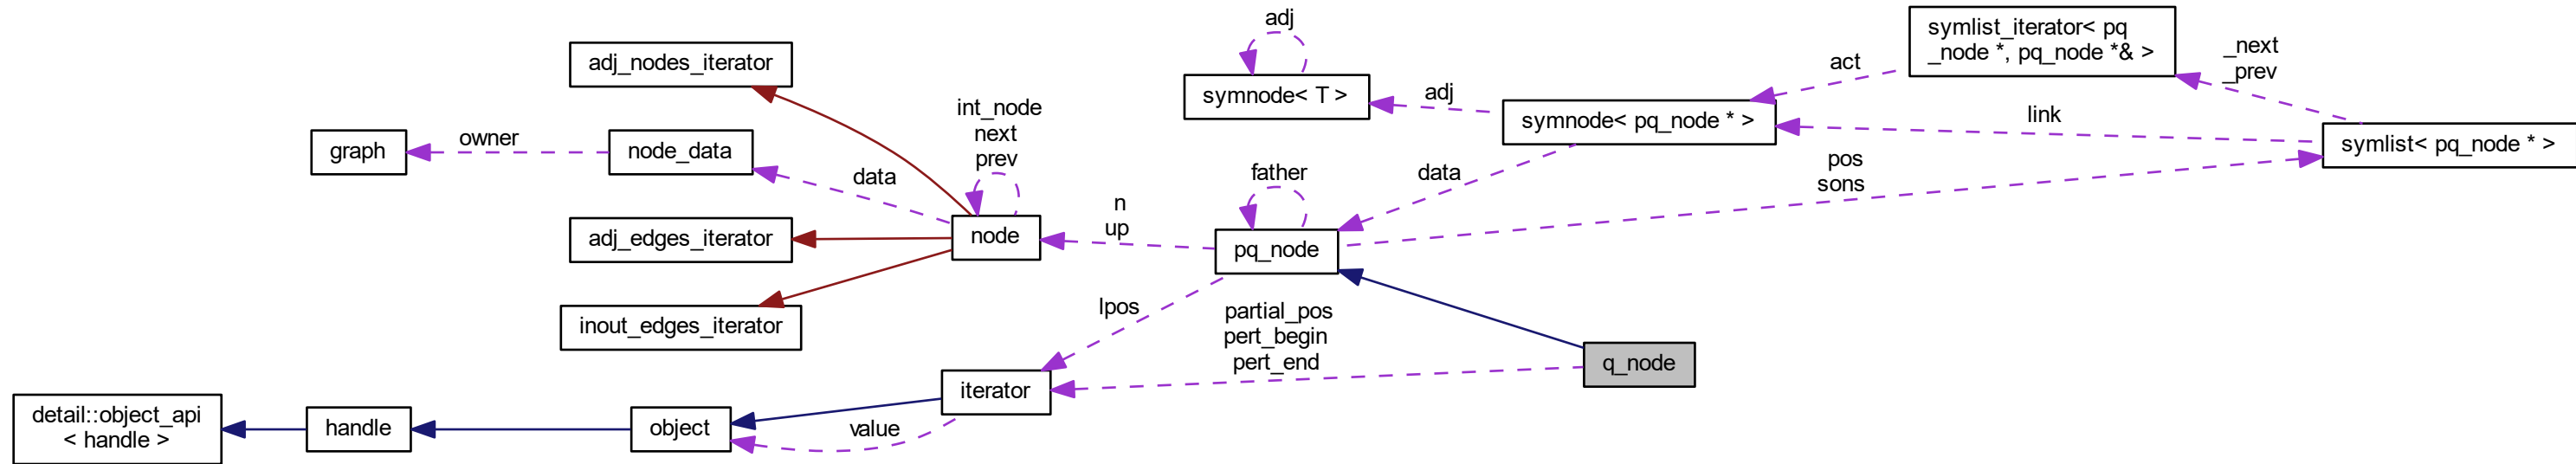 adj
symlist_iterator< pq
_node *, pq_node *& >
_next
_prev
act
adj_nodes_iterator
symnode< T >
adj
symnode< pq_node * >
link
symlist< pq_node * >
int_node
next
prev
graph
owner
node_data
data
father
data
pos
sons
n
up
node
adj_edges_iterator
pq_node
inout_edges_iterator
lpos
partial_pos
pert_begin
pert_end
q_node
iterator
value
detail::object_api
< handle >
handle
object